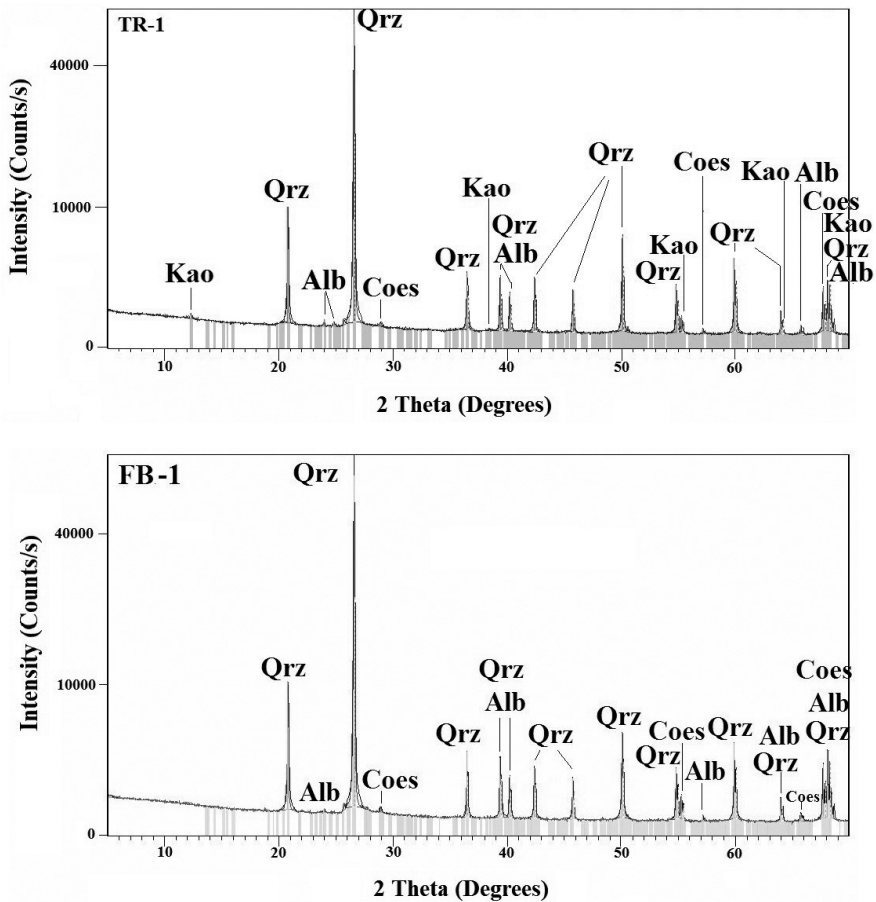 TR-1
Qrz
40000
Qrz
Coes
Kao
Alb
Kao
Qrz
10000
Coes
Qrz
Kao
Qrz
Alb
Qrz
Kao
Qrz
Qrz
Alb
Kao
Alb
Coes
0
10
20
30
40
50
60
2 Theta (Degrees)
Intensity (Counts/s)
FB-1
Qrz
40000
Qrz
Qrz
Coes
10000
Alb
Qrz
Alb
Qrz
Qrz
Coes
Qrz
Alb
Qrz
Qrz
Alb
Coes
Alb
Qrz
Coes
0
10
20
30
40
50
60
2 Theta (Degrees)
Intensity (Counts/s)